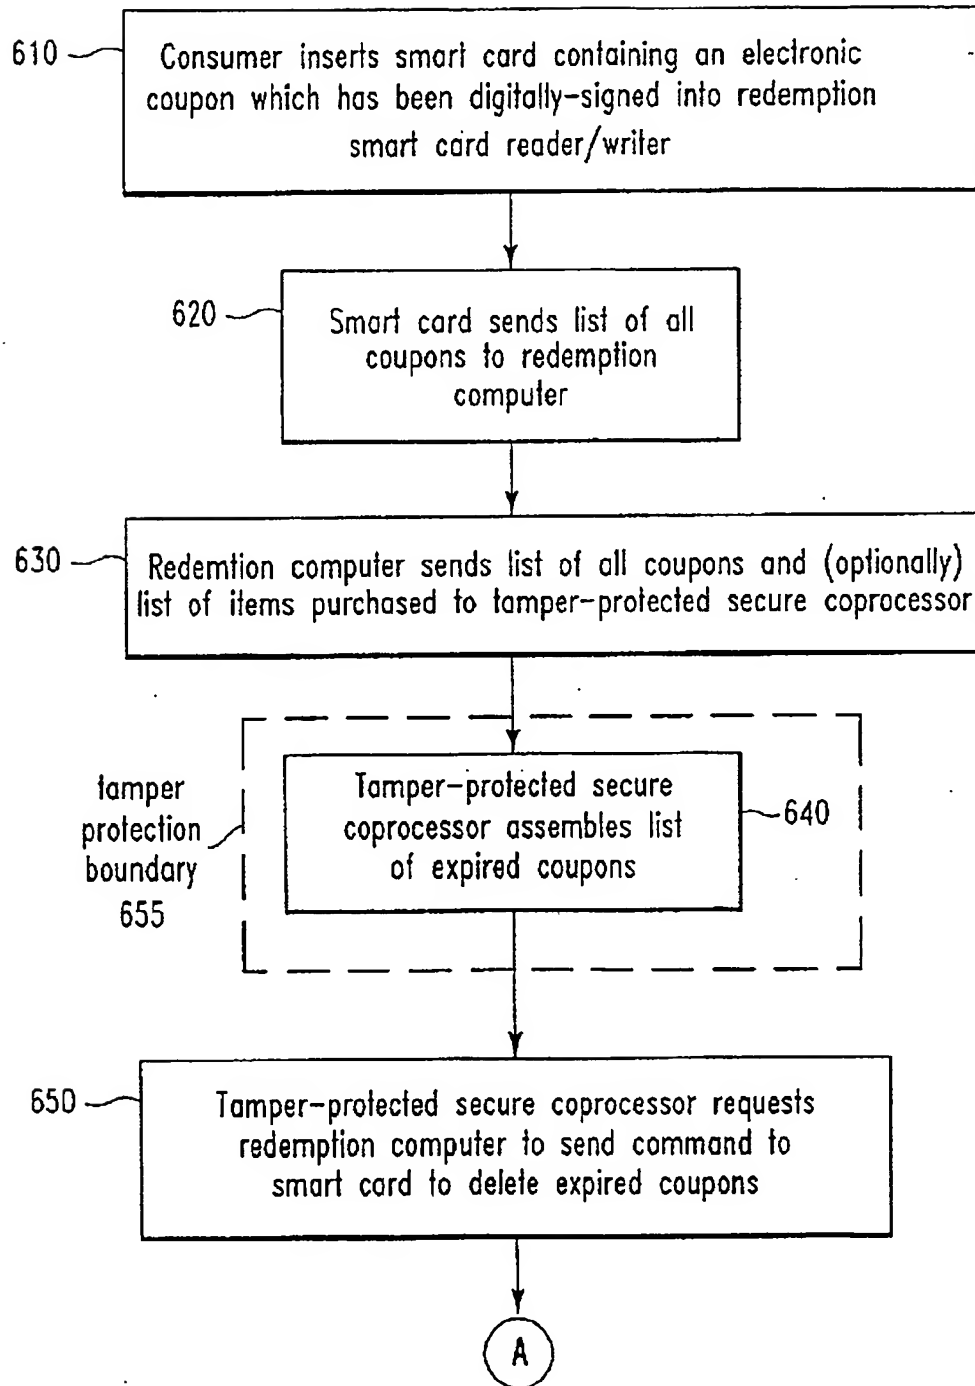 610
Consumer inserts smart card containing an electronic
coupon which has been digitally-signed into redemption
smart card reader/writer
620
Smart card sends list of all
coupons to redemption
computer
630
Redemtion computer sends list of all coupons and (optionally)
list of items purchased to tamper-protected secure coprocessor
tamper
protection
boundary
655
Tamper-protected secure
coprocessor assembles list
of expired coupons
640
650
Tamper-protected secure coprocessor requests
redemption computer to send command to
smart card to delete expired coupons
A